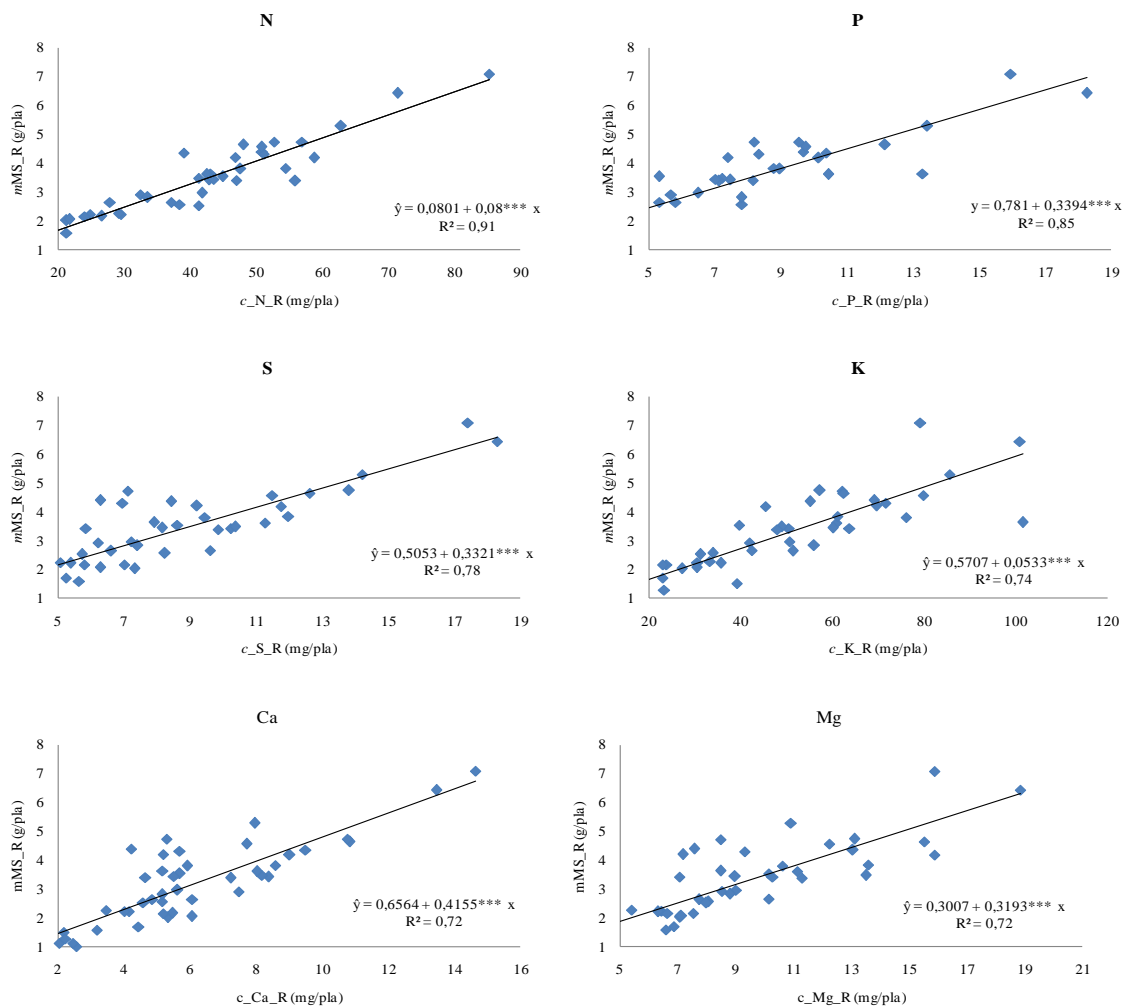 N
8
7
6
5
4
3
2
1
mMS_R (g/pla)
20 30 40 50 60 70 80 90
c_N_R (mg/pla)
ŷ = 0,0801 + 0,08*** x
R² = 0,91
P
8
7
6
5
4
3
2
1
mMS_R (g/pla)
5 7 9 11 13 15 17 19
c_P_R (mg/pla)
y = 0,781 + 0,3394*** x
R² = 0,85
S
8
7
6
5
4
3
2
1
mMS_R (g/pla)
5 7 9 11 13 15 17 19
c_S_R (mg/pla)
ŷ = 0,5053 + 0,3321*** x
R² = 0,78
K
8
7
6
5
4
3
2
1
mMS_R (g/pla)
20 40 60 80 100 120
c_K_R (mg/pla)
ŷ = 0,5707 + 0,0533*** x
R² = 0,74
Ca
8
7
6
5
4
3
2
1
mMS_R (g/pla)
2 4 6 8 10 12 14 16
c_Ca_R (mg/pla)
ŷ = 0,6564 + 0,4155*** x
R² = 0,72
Mg
8
7
6
5
4
3
2
1
mMS_R (g/pla)
5 7 9 11 13 15 17 19 21
c_Mg_R (mg/pla)
ŷ = 0,3007 + 0,3193*** x
R² = 0,72